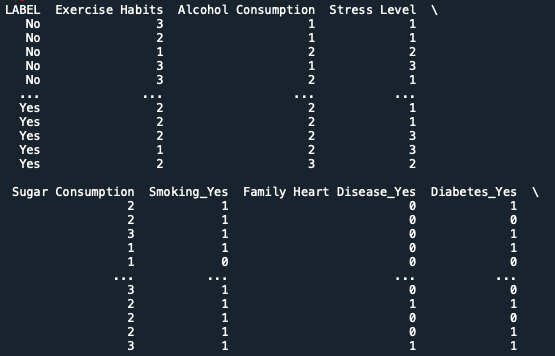 LABEL Exercise Habits Alcohol Consumption Stress Level \
No 3 1 1
No 2 1 1
No 1 2 2
No 3 1 3
No 3 2 1
... ... ... ...
Yes 2 2 1
Yes 2 2 1
Yes 2 2 3
Yes 1 2 3
Yes 2 3 2
Sugar Consumption Smoking_Yes Family Heart Disease_Yes Diabetes_Yes \
2 1 0 1
2 1 0 0
3 1 0 1
1 1 0 1
1 0 0 0
... ... ... ...
3 1 0 0
2 1 1 1
2 1 0 0
2 1 0 1
3 1 1 1